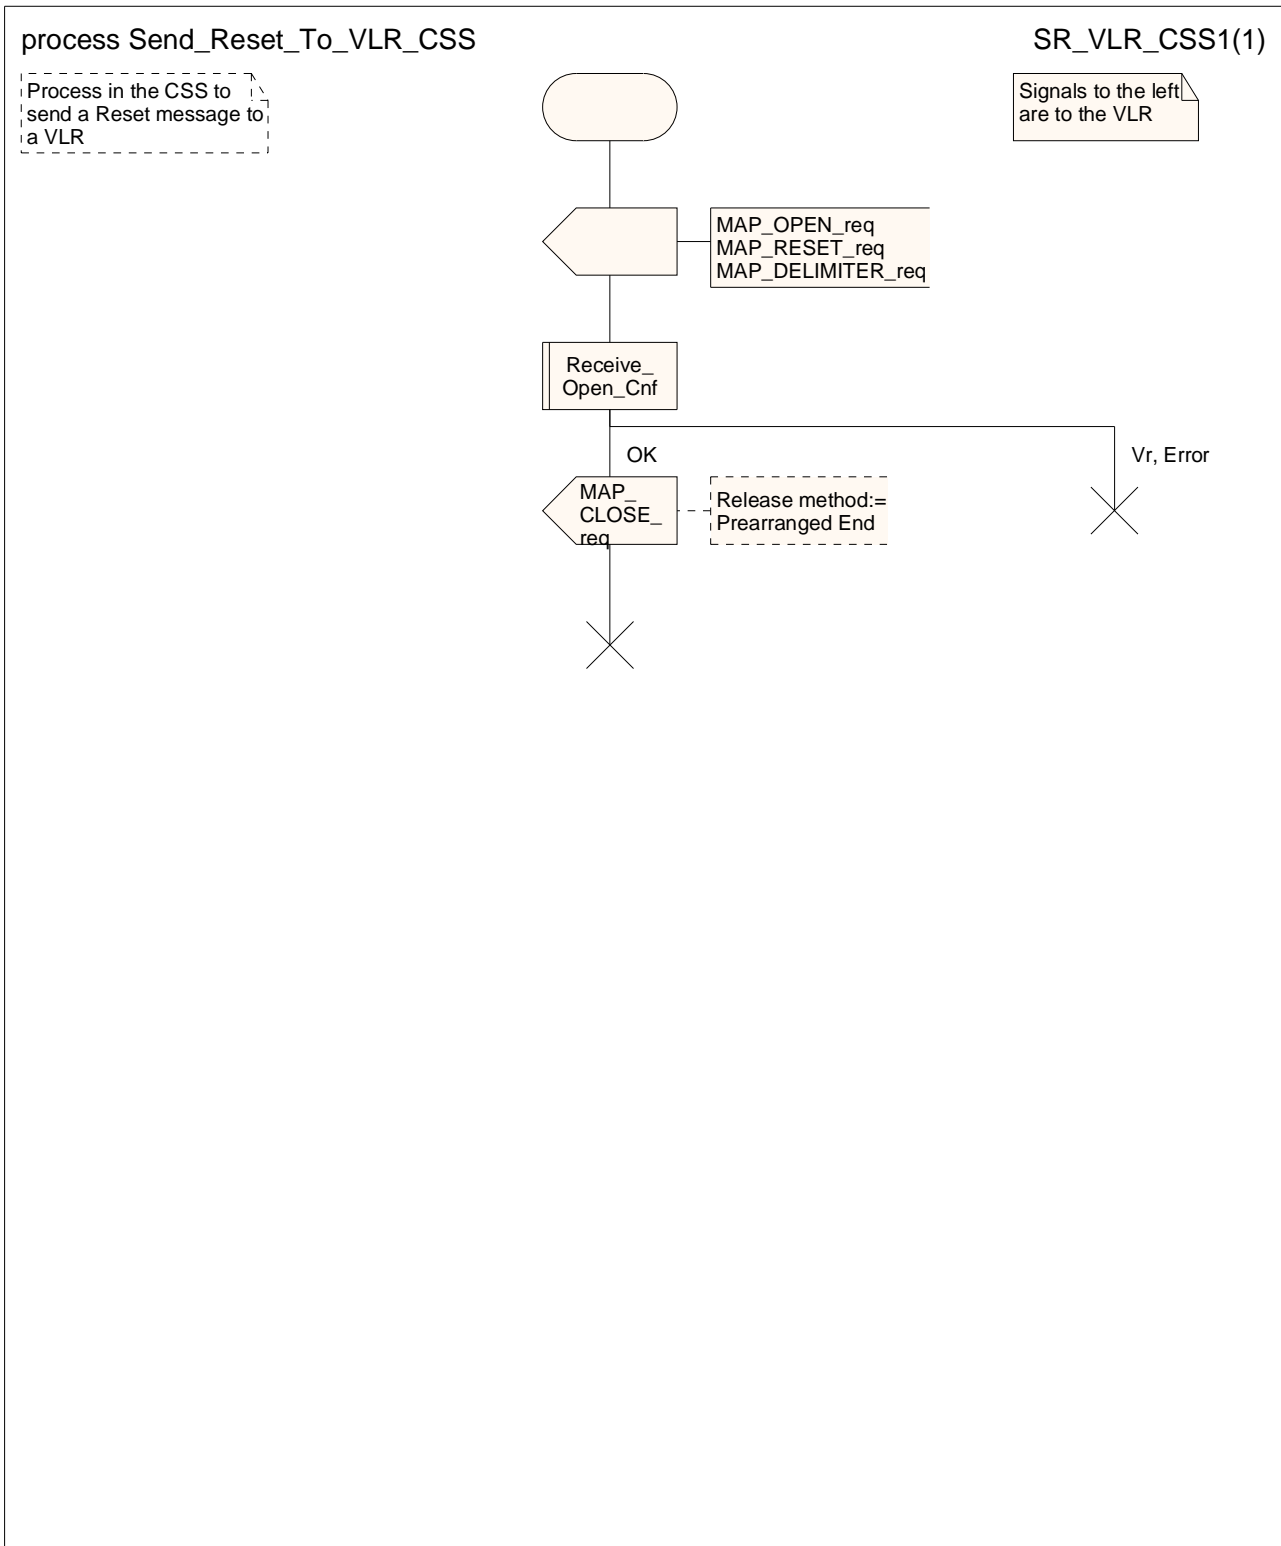 process Send_Reset_To_VLR_CSS
SR_VLR_CSS1(1)
Process in the CSS to
send a Reset message to
a VLR
Signals to the left
are to the VLR
MAP_OPEN_req
MAP_RESET_req
MAP_DELIMITER_req
Receive_
Open_Cnf
OK
Vr, Error
MAP_
CLOSE_
req
Release method:=
Prearranged End